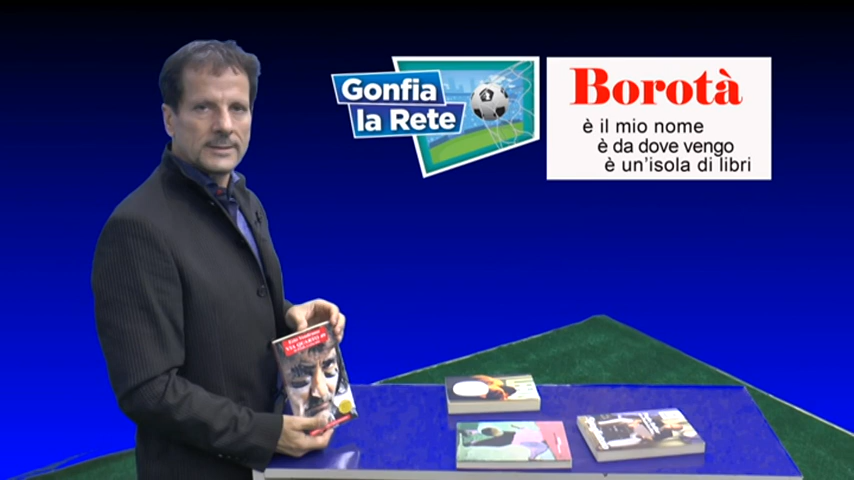 Gonfia
la Rete
Borotà
è il mio nome
è da dove vengo
è un'isola di libri